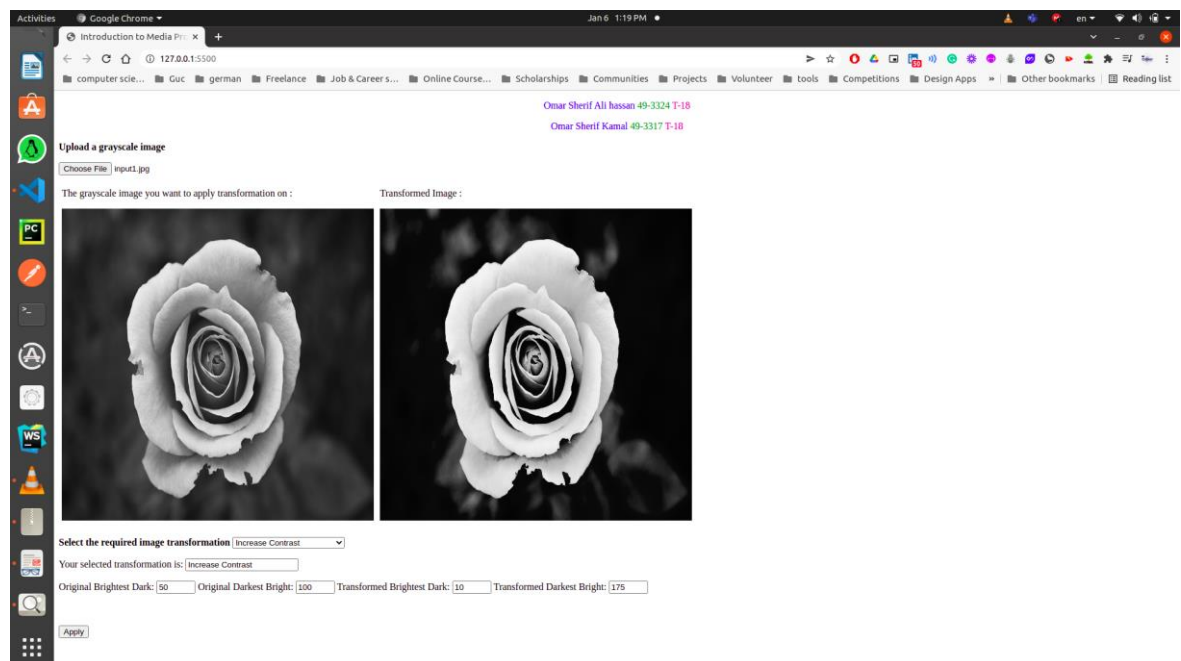 Activities Google Chrome Jan 6 1:19 PM en
Introduction to Media Pr
127.0.0.1:5500
computer scie... Guc german Freelance Job & Career s... Online Course... Scholarships Communities Projects Volunteer tools Competitions Design Apps » Other bookmarks Reading list
Omar Sherif Ali hassan 49-3324 T-18
Omar Sherif Kamal 49-3317 T-18
Upload a grayscale image
Choose File input1.jpg
The grayscale image you want to apply transformation on : Transformed Image :
Select the required image transformation Increase Contrast
Your selected transformation is: Increase Contrast
Original Brightest Dark: 50 Original Darkest Bright: 100 Transformed Brightest Dark: 10 Transformed Darkest Bright: 175
Apply
PC
WS